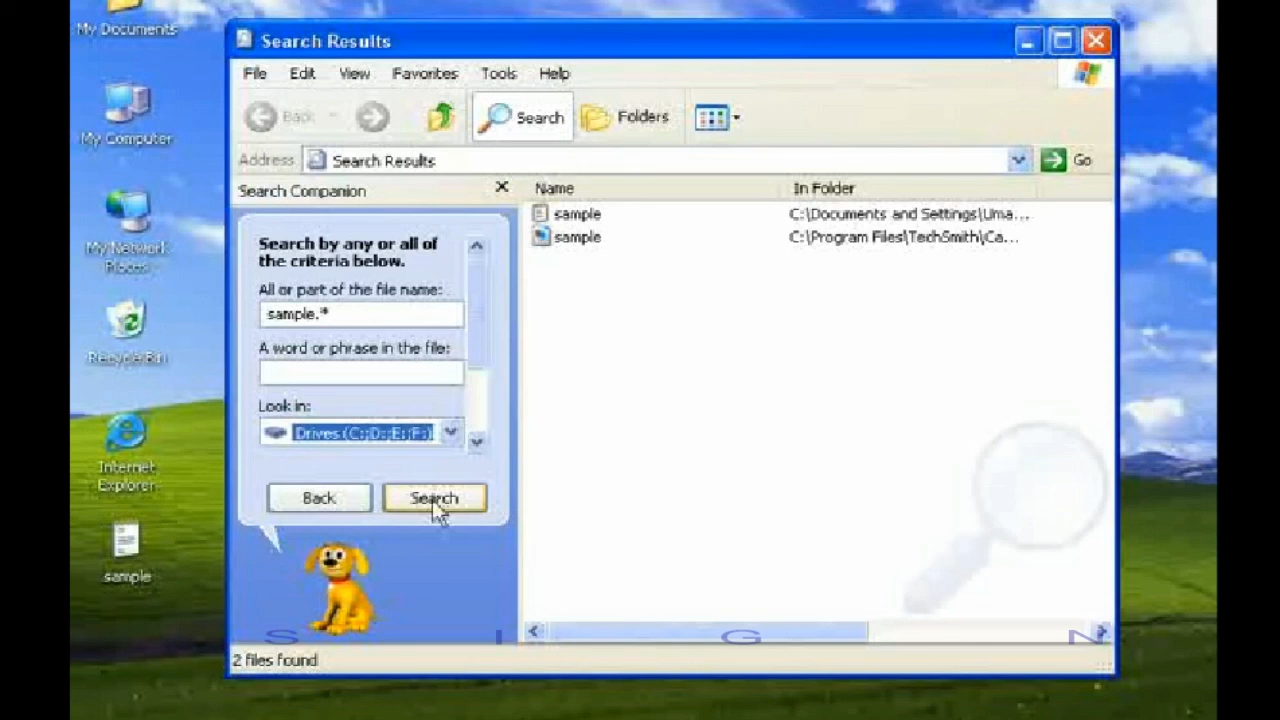 My Documents
My Computer
My Network
Places
Recycle Bin
Internet
Explorer
sample
Search Results
File Edit View Favorites Tools Help
Back Search Folders
Address Search Results Go
Search Companion
Search by any or all of
the criteria below.
All or part of the file name:
sample.*
A word or phrase in the file:
Look in:
Drives (C:;D:;E:;F:)
Back Search
Name In Folder
sample C:\Documents and Settings\Uma...
sample C:\Program Files\TechSmith\Ca...
S I G N
2 files found